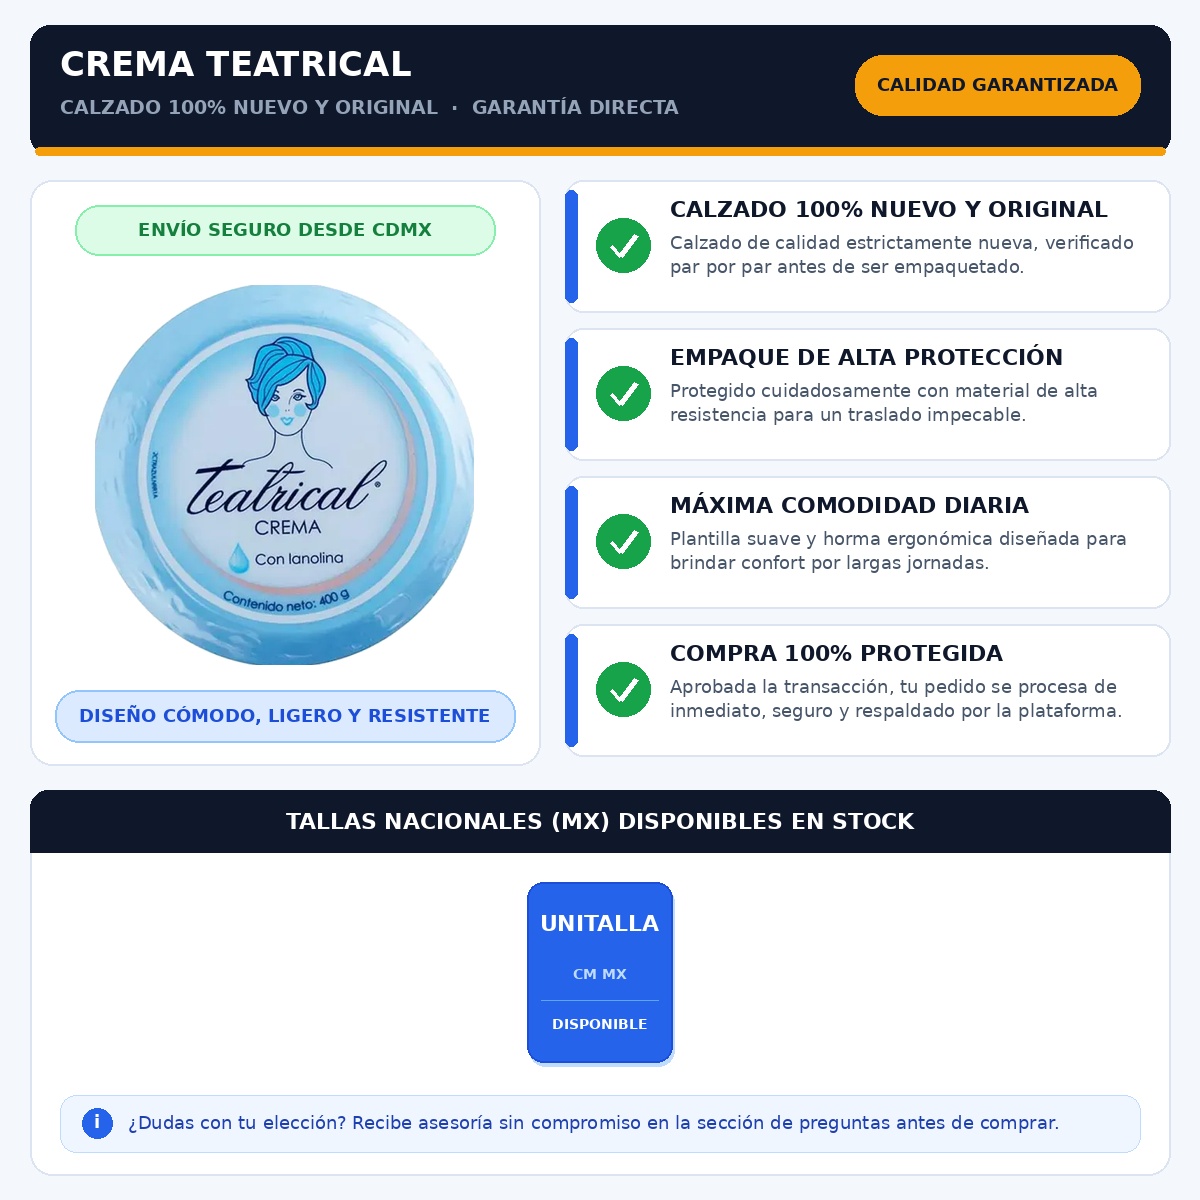 CREMA TEATRICAL
CALZADO 100% NUEVO Y ORIGINAL · GARANTÍA DIRECTA
CALIDAD GARANTIZADA
ENVÍO SEGURO DESDE CDMX
Teatrical®
CREMA
Con lanolina
Contenido neto: 400 g
DISEÑO CÓMODO, LIGERO Y RESISTENTE
CALZADO 100% NUEVO Y ORIGINAL
Calzado de calidad estrictamente nueva, verificado
par por par antes de ser empaquetado.
EMPAQUE DE ALTA PROTECCIÓN
Protegido cuidadosamente con material de alta
resistencia para un traslado impecable.
MÁXIMA COMODIDAD DIARIA
Plantilla suave y horma ergonómica diseñada para
brindar confort por largas jornadas.
COMPRA 100% PROTEGIDA
Aprobada la transacción, tu pedido se procesa de
inmediato, seguro y respaldado por la plataforma.
TALLAS NACIONALES (MX) DISPONIBLES EN STOCK
UNITALLA
CM MX
DISPONIBLE
i ¿Dudas con tu elección? Recibe asesoría sin compromiso en la sección de preguntas antes de comprar.